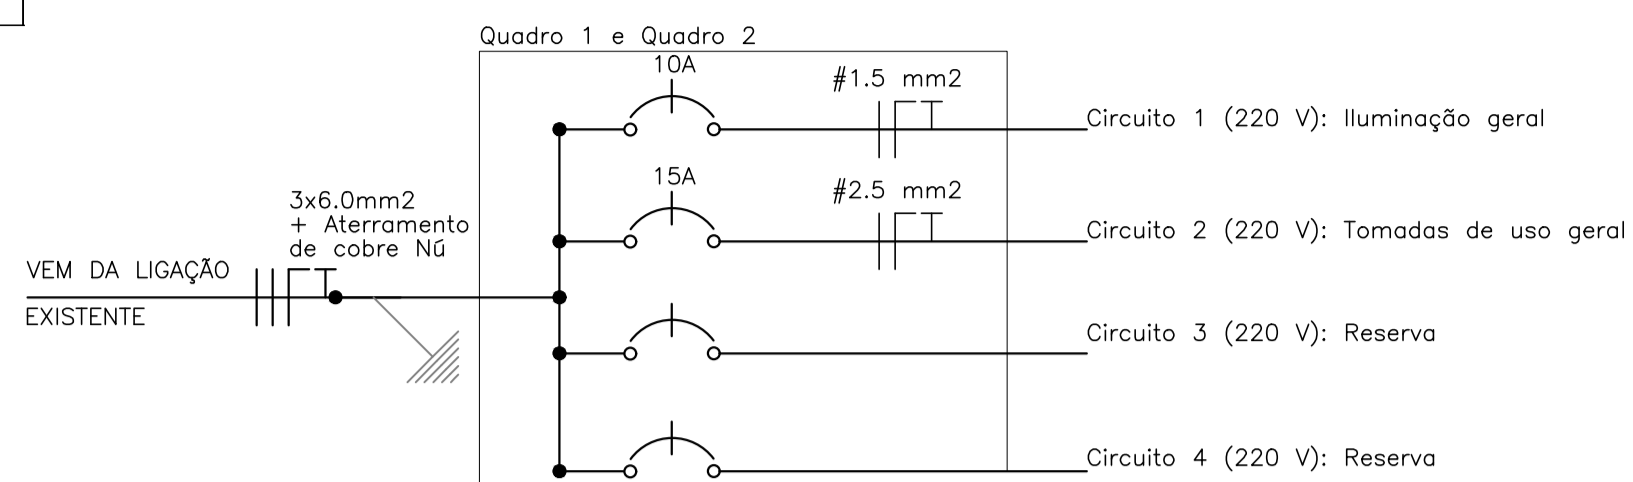 Quadro 1 e Quadro 2
10A
#1.5 mm2
Circuito 1 (220 V): Iluminação geral
15A
#2.5 mm2
Circuito 2 (220 V): Tomadas de uso geral
3x6.0mm2
+ Aterramento
de cobre Nú
VEM DA LIGAÇÃO
EXISTENTE
Circuito 3 (220 V): Reserva
Circuito 4 (220 V): Reserva